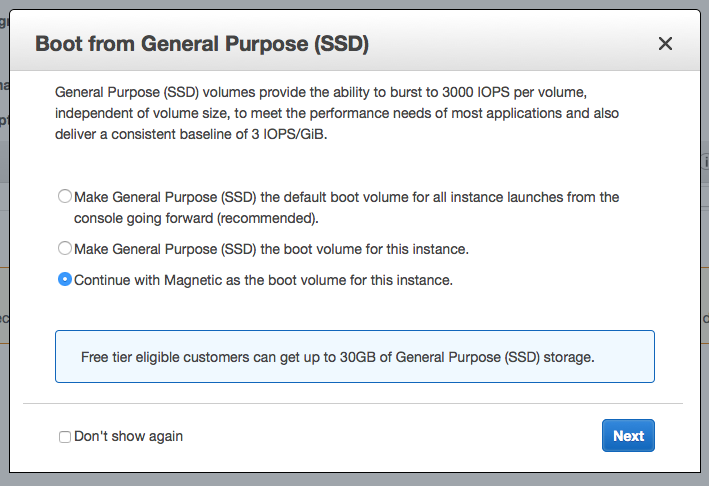 Boot from General Purpose (SSD)
General Purpose (SSD) volumes provide the ability to burst to 3000 IOPS per volume,
independent of volume size, to meet the performance needs of most applications and also
deliver a consistent baseline of 3 IOPS/GiB.
Make General Purpose (SSD) the default boot volume for all instance launches from the
console going forward (recommended).
Make General Purpose (SSD) the boot volume for this instance.
Continue with Magnetic as the boot volume for this instance.
Free tier eligible customers can get up to 30GB of General Purpose (SSD) storage.
Don't show again
Next